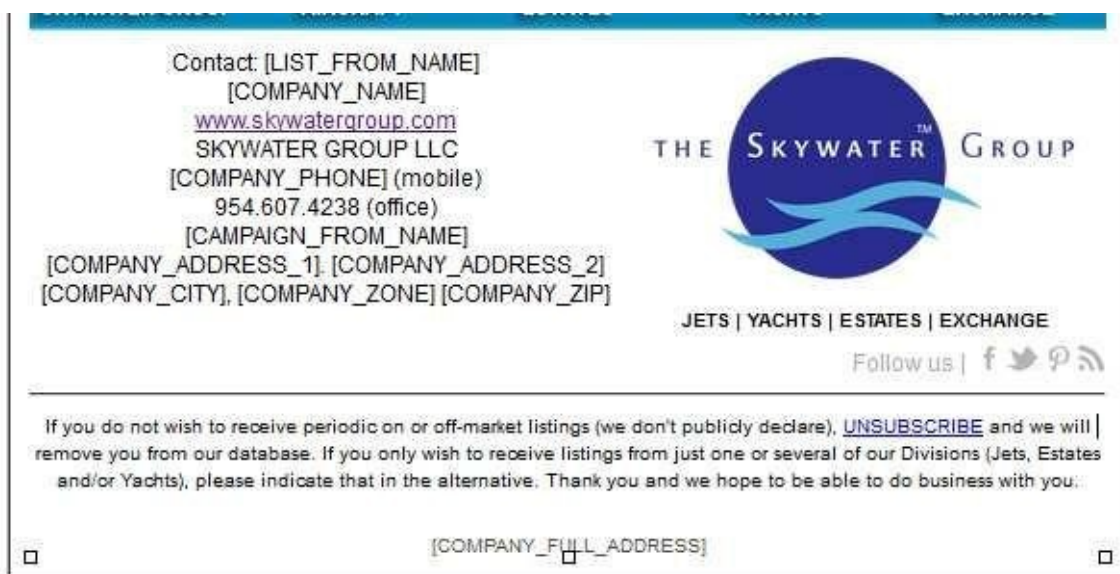 Contact: [LIST_FROM_NAME]
[COMPANY_NAME]
www.skywatergroup.com
SKYWATER GROUP LLC
[COMPANY_PHONE] (mobile)
954.607.4238 (office)
[CAMPAIGN_FROM_NAME]
[COMPANY_ADDRESS_1]. [COMPANY_ADDRESS_2]
[COMPANY_CITY], [COMPANY_ZONE] [COMPANY_ZIP]
THE SKYWATER™ GROUP
JETS | YACHTS | ESTATES | EXCHANGE
Follow us |
If you do not wish to receive periodic on or off-market listings (we don't publicly declare), UNSUBSCRIBE and we will
remove you from our database. If you only wish to receive listings from just one or several of our Divisions (Jets, Estates
and/or Yachts), please indicate that in the alternative. Thank you and we hope to be able to do business with you.
[COMPANY_FULL_ADDRESS]